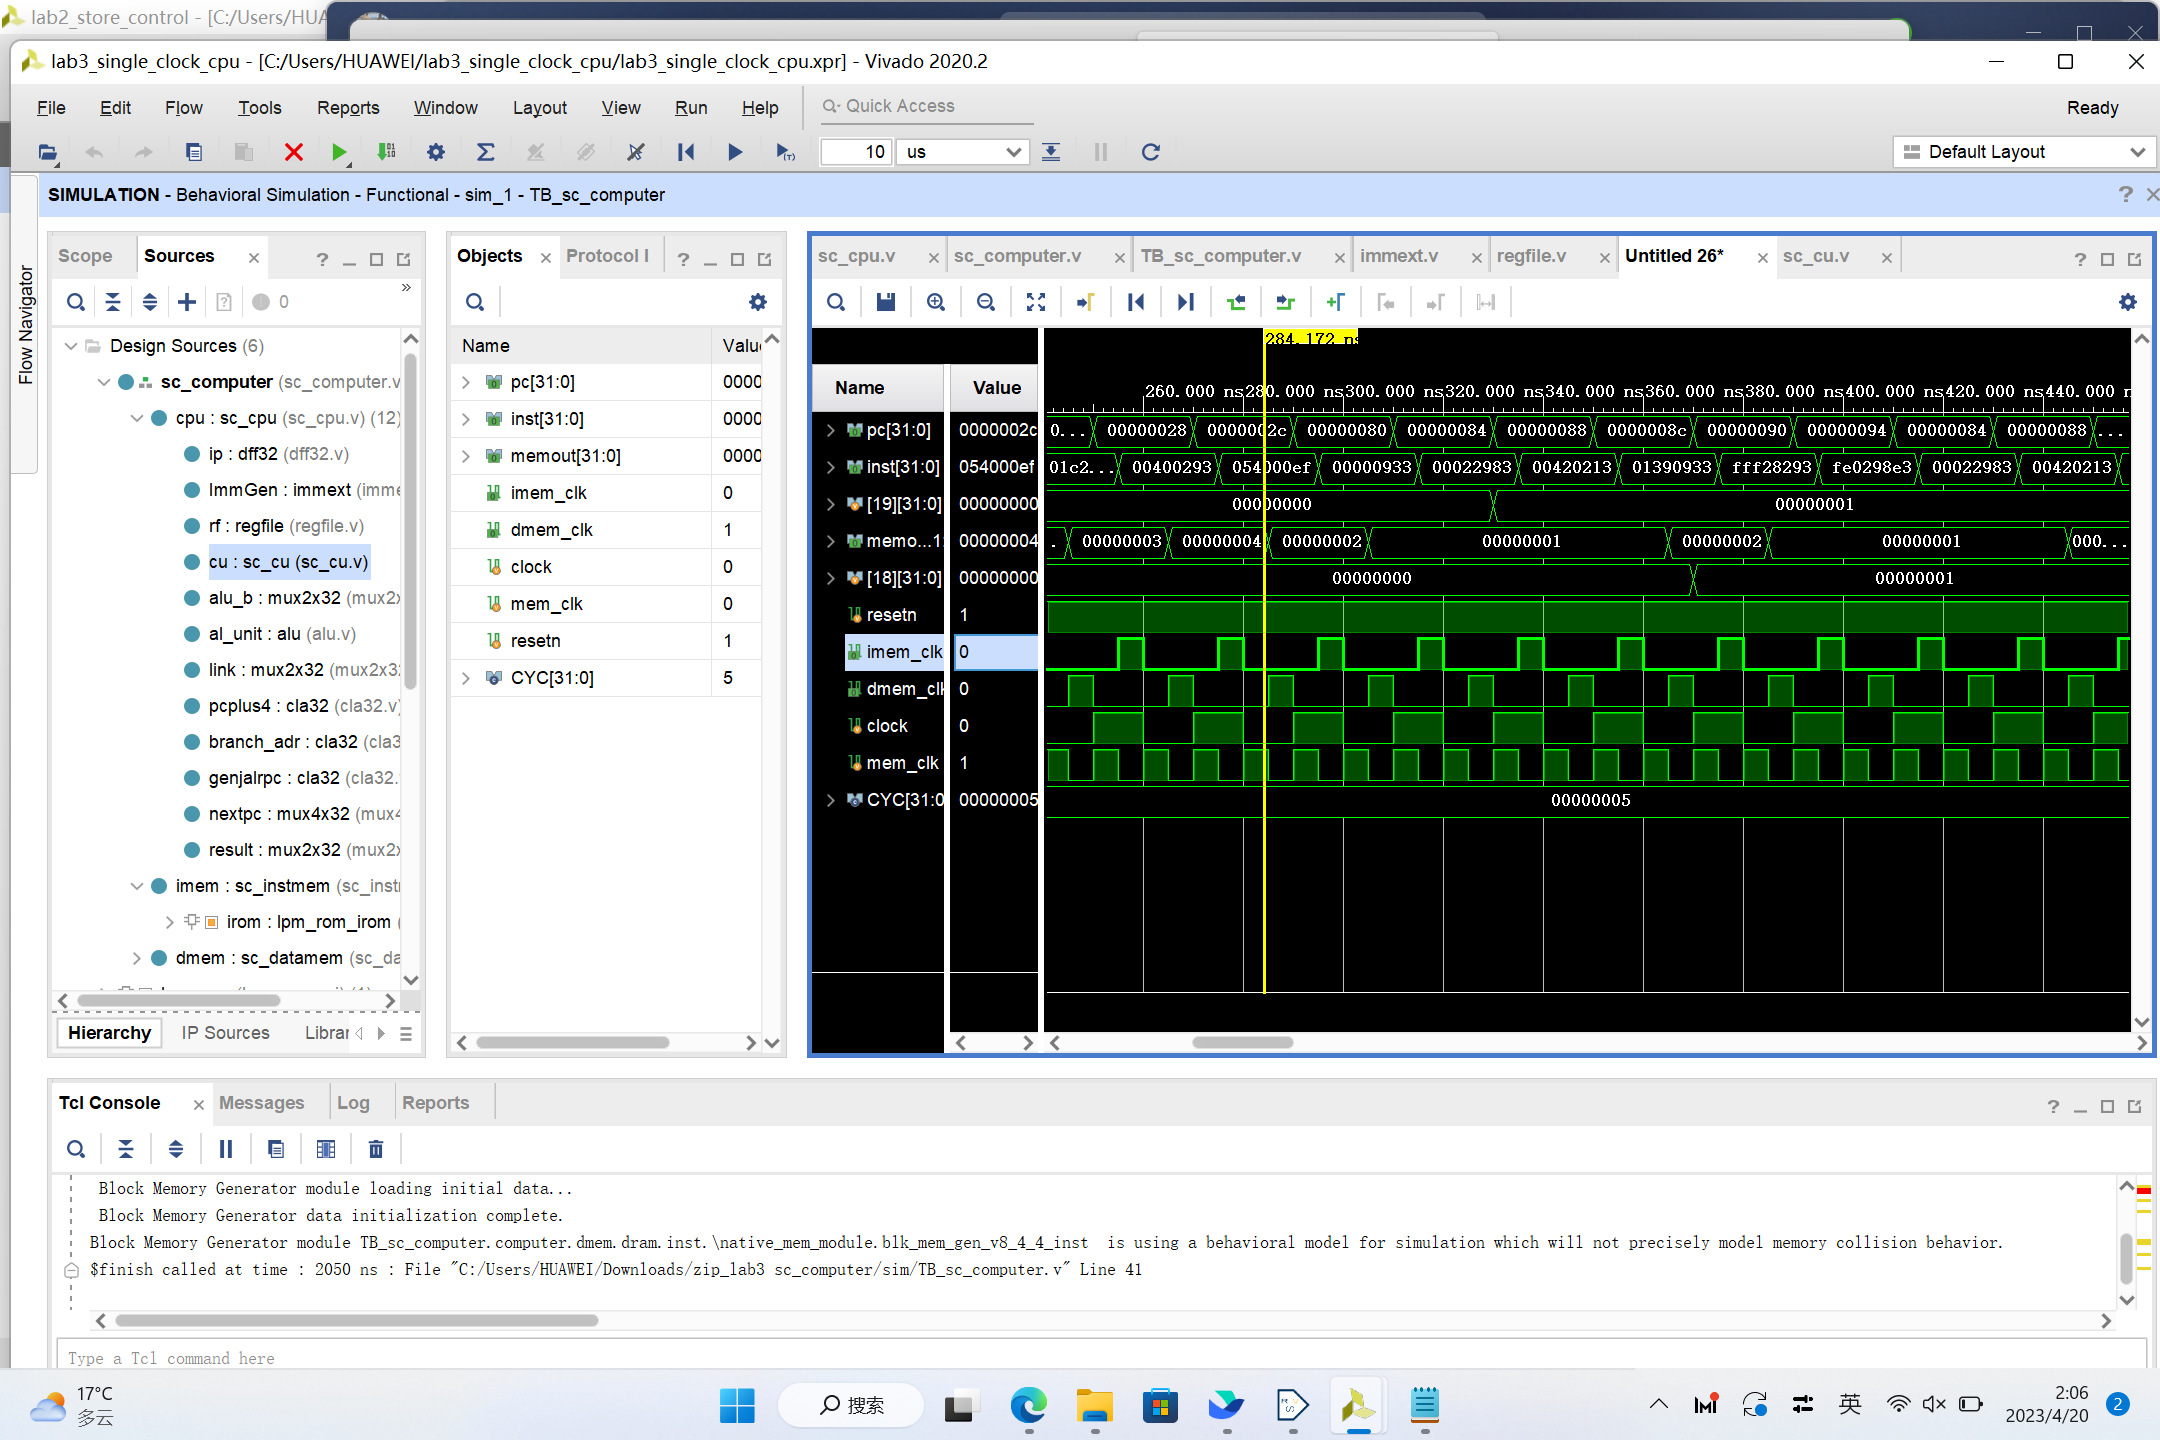 lab2_store_control - [C:/Users/HUA
lab3_single_clock_cpu - [C:/Users/HUAWEI/lab3_single_clock_cpu/lab3_single_clock_cpu.xpr] - Vivado 2020.2
File Edit Flow Tools Reports Window Layout View Run Help Quick Access Ready
10 us Default Layout
SIMULATION - Behavioral Simulation - Functional - sim_1 - TB_sc_computer
Flow Navigator
Scope Sources
0
Design Sources (6)
sc_computer (sc_computer.v
cpu : sc_cpu (sc_cpu.v) (12)
ip : dff32 (dff32.v)
ImmGen : immext (imme
rf : regfile (regfile.v)
cu : sc_cu (sc_cu.v)
alu_b : mux2x32 (mux2x
al_unit : alu (alu.v)
link : mux2x32 (mux2x3
pcplus4 : cla32 (cla32.v)
branch_adr : cla32 (cla3
genjalrpc : cla32 (cla32.
nextpc : mux4x32 (mux4
result : mux2x32 (mux2x
imem : sc_instmem (sc_inst
irom : lpm_rom_irom (
dmem : sc_datamem (sc_da
Hierarchy IP Sources Librar
Objects Protocol I
Name Valu
pc[31:0] 0000
inst[31:0] 0000
memout[31:0] 0000
imem_clk 0
dmem_clk 1
clock 0
mem_clk 0
resetn 1
CYC[31:0] 5
sc_cpu.v sc_computer.v TB_sc_computer.v immext.v regfile.v Untitled 26* sc_cu.v
284.172 ns
Name Value 260.000 ns 280.000 ns 300.000 ns 320.000 ns 340.000 ns 360.000 ns 380.000 ns 400.000 ns 420.000 ns 440.000 n
pc[31:0] 0000002c 0... 00000028 0000002c 00000080 00000084 00000088 0000008c 00000090 00000094 00000084 00000088 ...
inst[31:0] 054000ef 01c2... 00400293 054000ef 00000933 00022983 00420213 01390933 fff28293 fe0298e3 00022983 00420213
[19][31:0] 00000000 00000000 00000001
memo...1: 00000004 . 00000003 00000004 00000002 00000001 00000002 00000001 000...
[18][31:0] 00000000 00000000 00000001
resetn 1
imem_clk 0
dmem_cl 0
clock 0
mem_clk 1
CYC[31:0 00000005 00000005
Tcl Console Messages Log Reports
Block Memory Generator module loading initial data...
Block Memory Generator data initialization complete.
Block Memory Generator module TB_sc_computer.computer.dmem.dram.inst.\native_mem_module.blk_mem_gen_v8_4_4_inst is using a behavioral model for simulation which will not precisely model memory collision behavior.
$finish called at time : 2050 ns : File "C:/Users/HUAWEI/Downloads/zip_lab3 sc_computer/sim/TB_sc_computer.v" Line 41
Type a Tcl command here
17°C
多云
搜索
英
2:06
2023/4/20
2